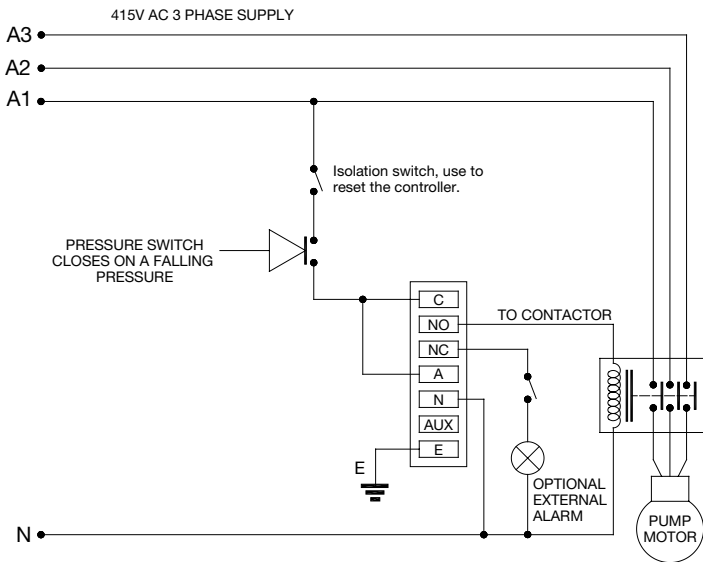 415V AC 3 PHASE SUPPLY
A3
A2
A1
Isolation switch, use to
reset the controller.
PRESSURE SWITCH
CLOSES ON A FALLING
PRESSURE
C
NO
TO CONTACTOR
NC
A
N
AUX
E
E
OPTIONAL
EXTERNAL
ALARM
PUMP
MOTOR
N